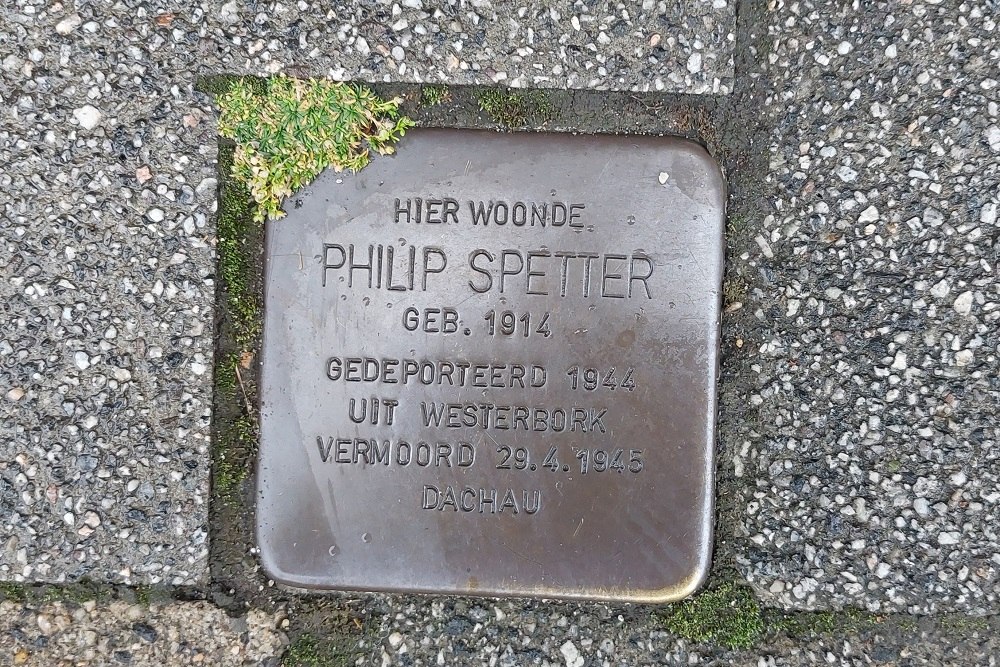 HIER WOONDE
PHILIP SPETTER
GEB. 1914
GEDEPORTEERD 1944
UIT WESTERBORK
VERMOORD 29.4.1945
DACHAU